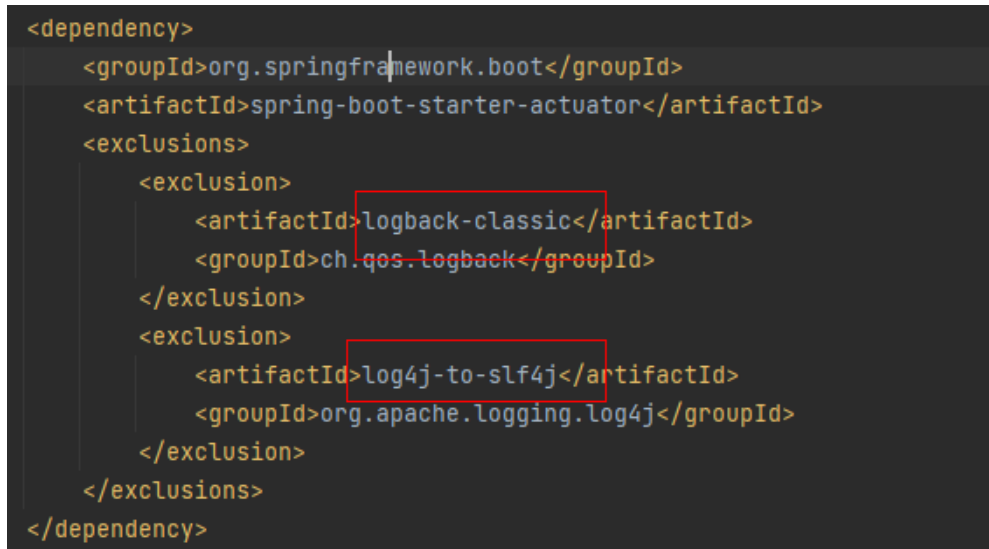 <dependency>
    <groupId>org.springframework.boot</groupId>
    <artifactId>spring-boot-starter-actuator</artifactId>
    <exclusions>
        <exclusion>
            <artifactId>logback-classic</artifactId>
            <groupId>ch.qos.logback</groupId>
        </exclusion>
        <exclusion>
            <artifactId>log4j-to-slf4j</artifactId>
            <groupId>org.apache.logging.log4j</groupId>
        </exclusion>
    </exclusions>
</dependency>